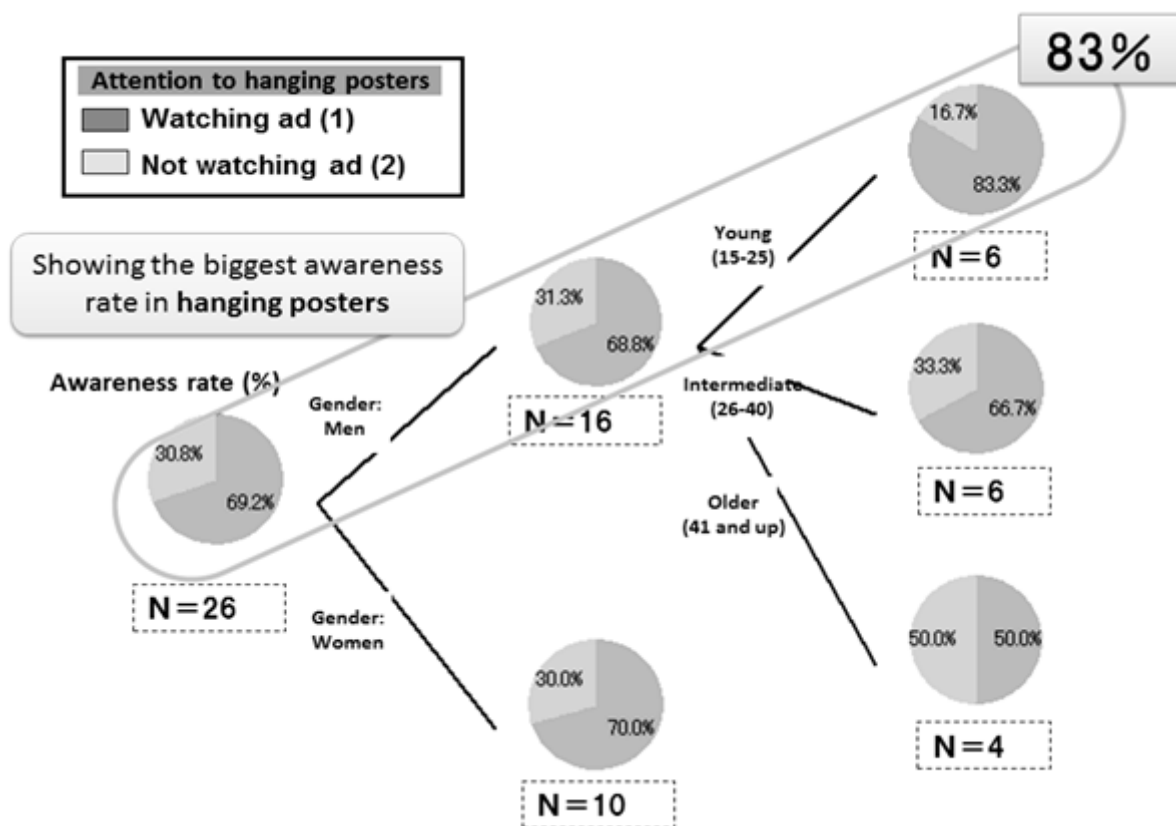 83%
Attention to hanging posters
Watching ad (1)
Not watching ad (2)
16.7%
83.3%
N=6
Young
(15-25)
Showing the biggest awareness
rate in hanging posters
31.3%
68.8%
N=16
Awareness rate (%)
Gender:
Men
Intermediate
(26-40)
33.3%
66.7%
N=6
30.8%
69.2%
N=26
Older
(41 and up)
Gender:
Women
50.0%
50.0%
N=4
30.0%
70.0%
N=10